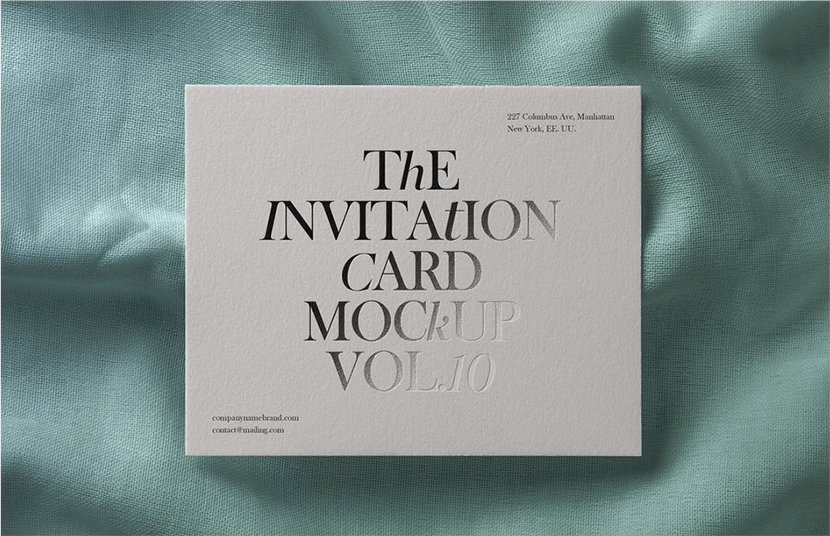 227 Columbus Ave, Manhattan
New York, EE. UU.
ThE
INVITAtION
CARD
MOCkUP
VOL.10
companynamebrand.com
contact@mailing.com